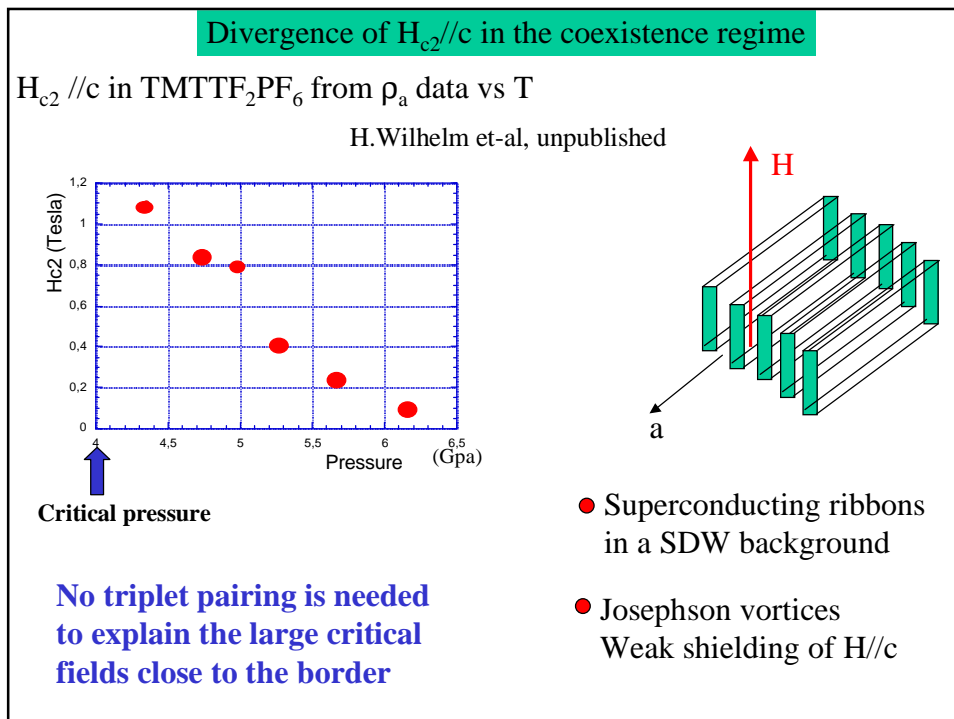 Divergence of Hc2//c in the coexistence regime
Hc2 //c in TMTTF2PF6 from ρa data vs T
H.Wilhelm et-al, unpublished
Hc2 (Tesla)
1,2
1
0,8
0,6
0,4
0,2
0
4
4,5
5
5,5
6
6,5
Pressure
(Gpa)
Critical pressure
H
a
No triplet pairing is needed
to explain the large critical
fields close to the border
Superconducting ribbons
in a SDW background
Josephson vortices
Weak shielding of H//c